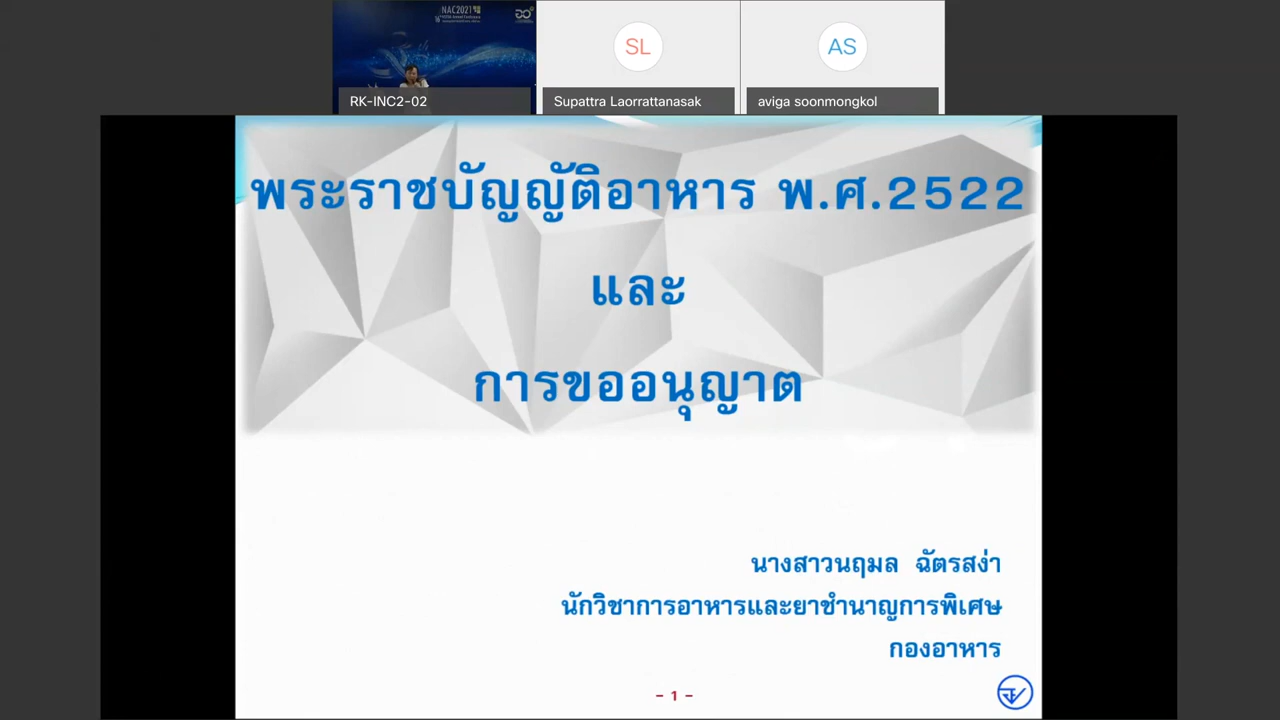 NAC2021
RK-INC2-02
SL
Supattra Laorrattanasak
AS
aviga soonmongkol
พระราชบัญญัติอาหาร พ.ศ.2522
และ
การขออนุญาต
นางสาวนฤมล ฉัตรสง่า
นักวิชาการอาหารและยาชำนาญการพิเศษ
กองอาหาร
- 1 -